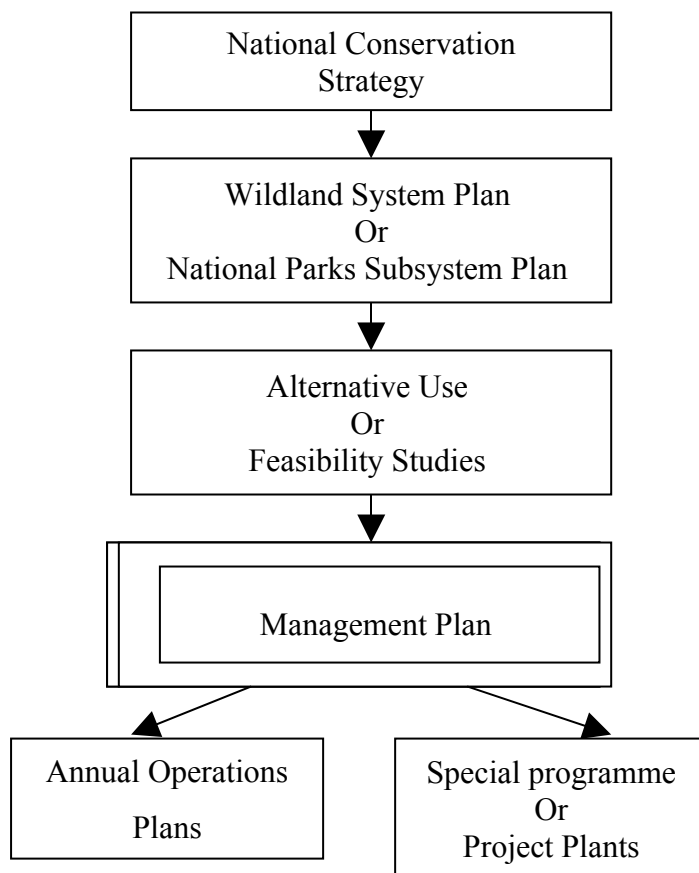 National Conservation
Strategy
Wildland System Plan
Or
National Parks Subsystem Plan
Alternative Use
Or
Feasibility Studies
Management Plan
Annual Operations
Plans
Special programme
Or
Project Plants